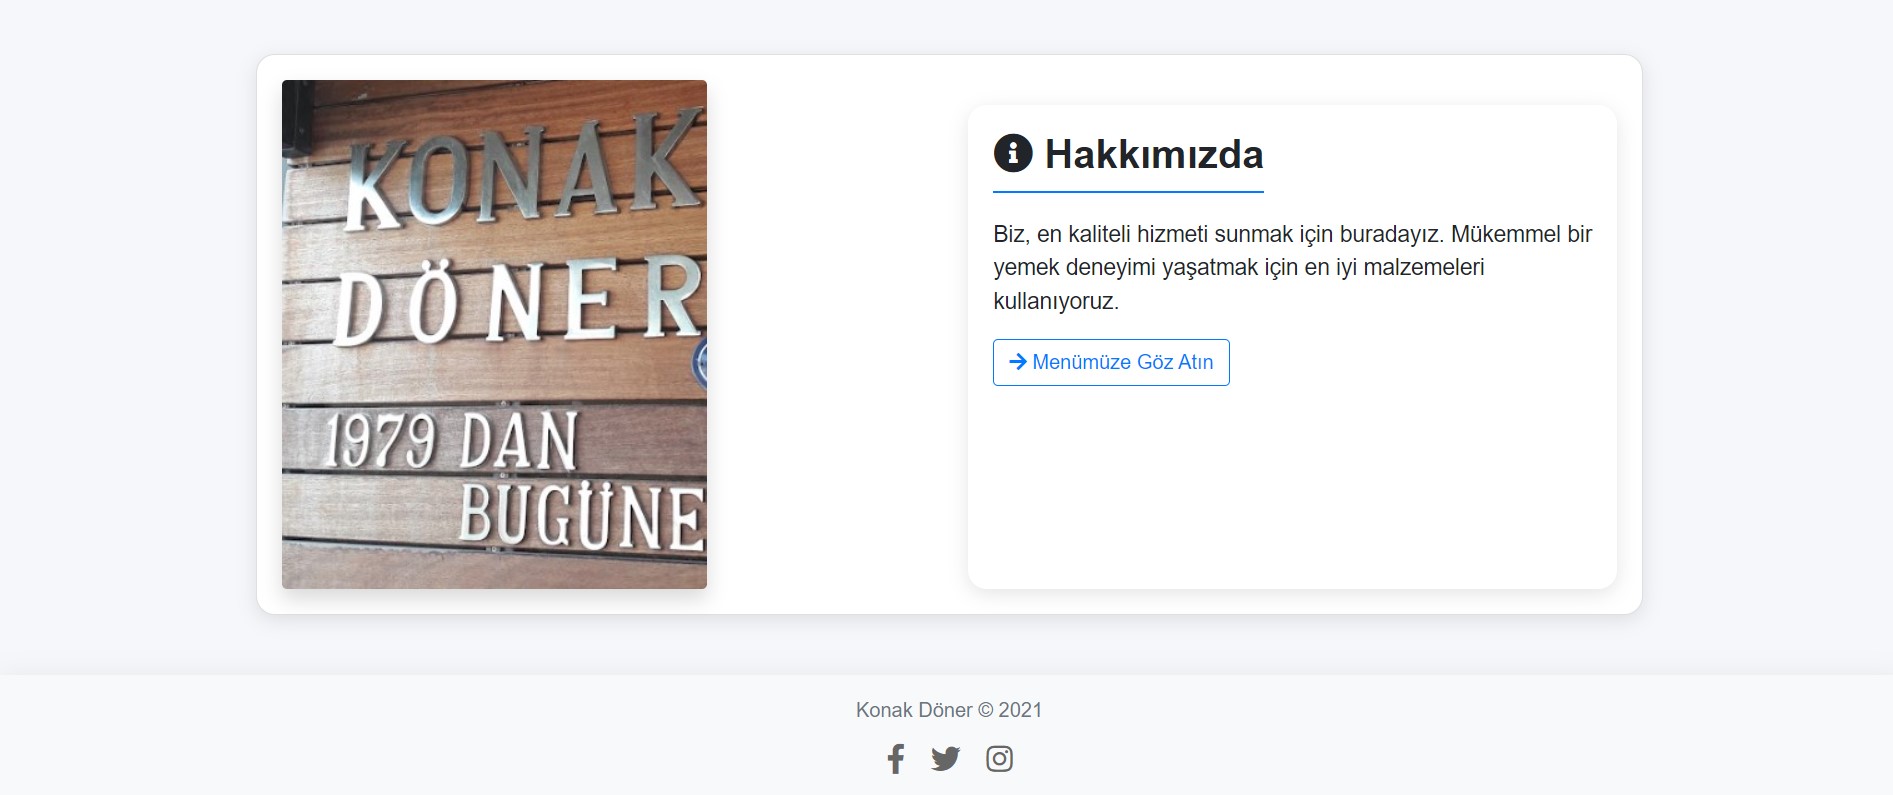 KONAK
DÖNER
1979 DAN
BUGÜNE
Hakkımızda
Biz, en kaliteli hizmeti sunmak için buradayız. Mükemmel bir
yemek deneyimi yaşatmak için en iyi malzemeleri
kullanıyoruz.
Menümüze Göz Atın
Konak Döner © 2021